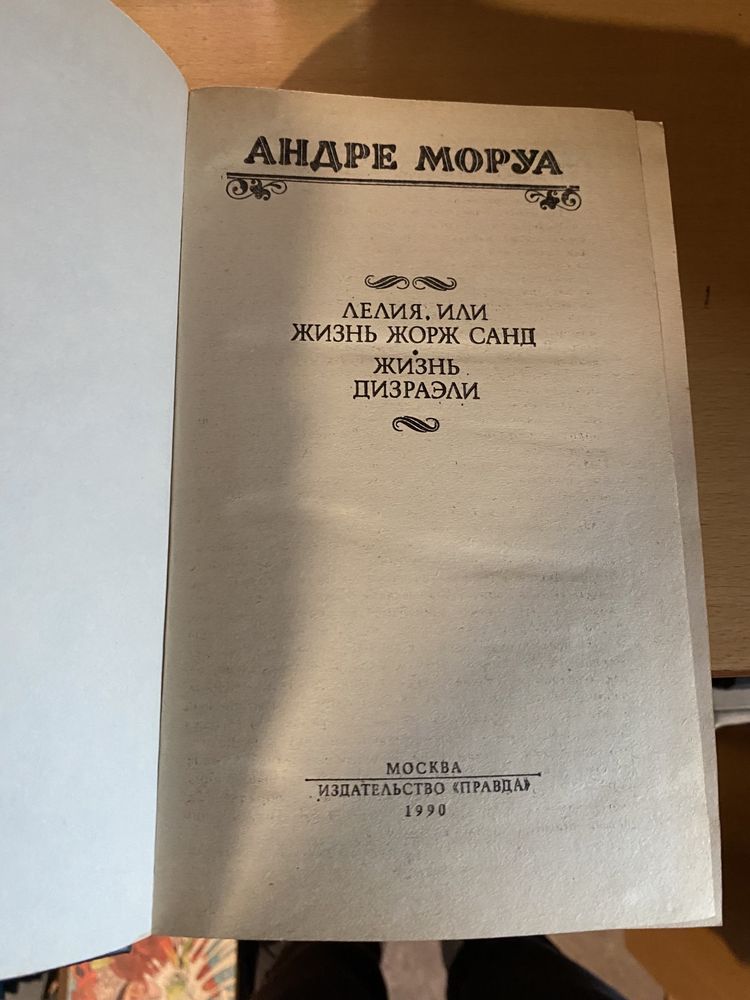 АНДРЕ МОРУА
ЛЕЛИЯ, ИЛИ
ЖИЗНЬ ЖОРЖ САНД
•
ЖИЗНЬ
ДИЗРАЭЛИ
МОСКВА
ИЗДАТЕЛЬСТВО «ПРАВДА»
1990